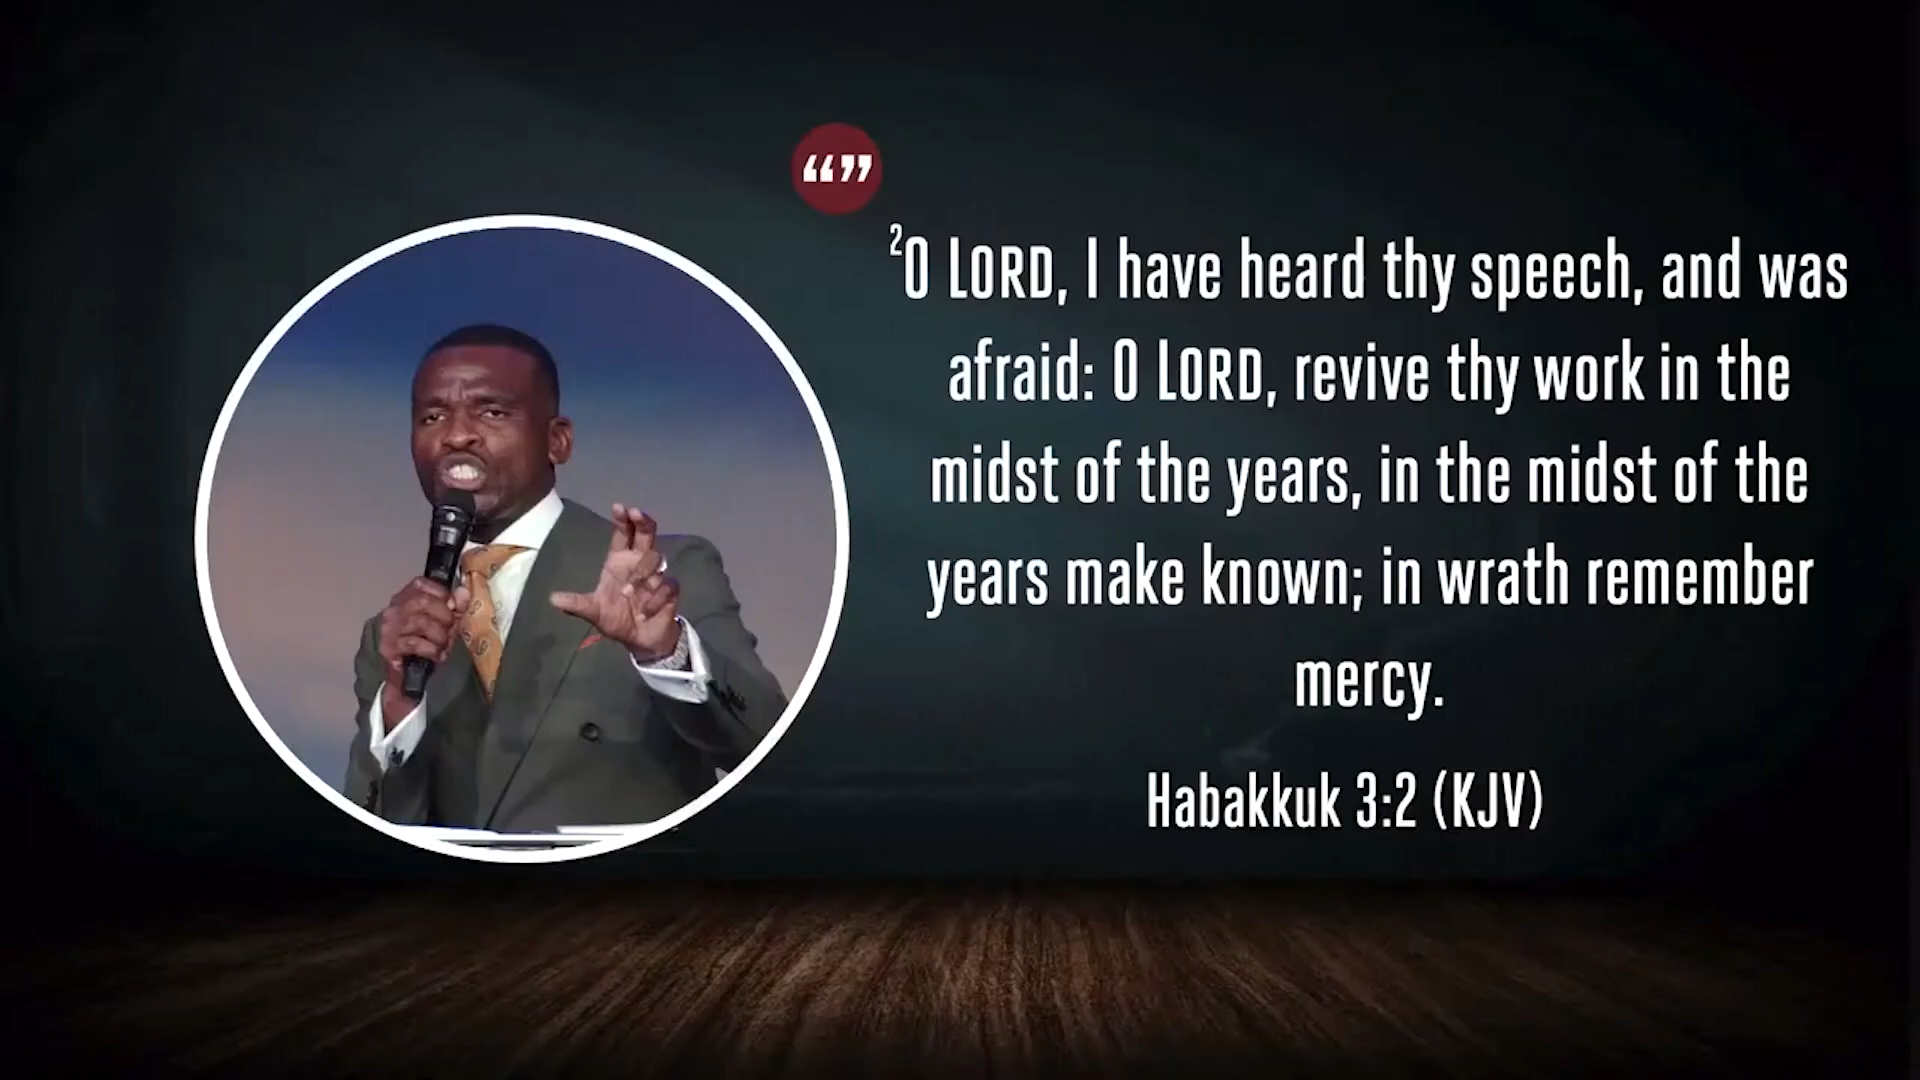 “”
²O LORD, I have heard thy speech, and was
afraid: O LORD, revive thy work in the
midst of the years, in the midst of the
years make known; in wrath remember
mercy.
Habakkuk 3:2 (KJV)